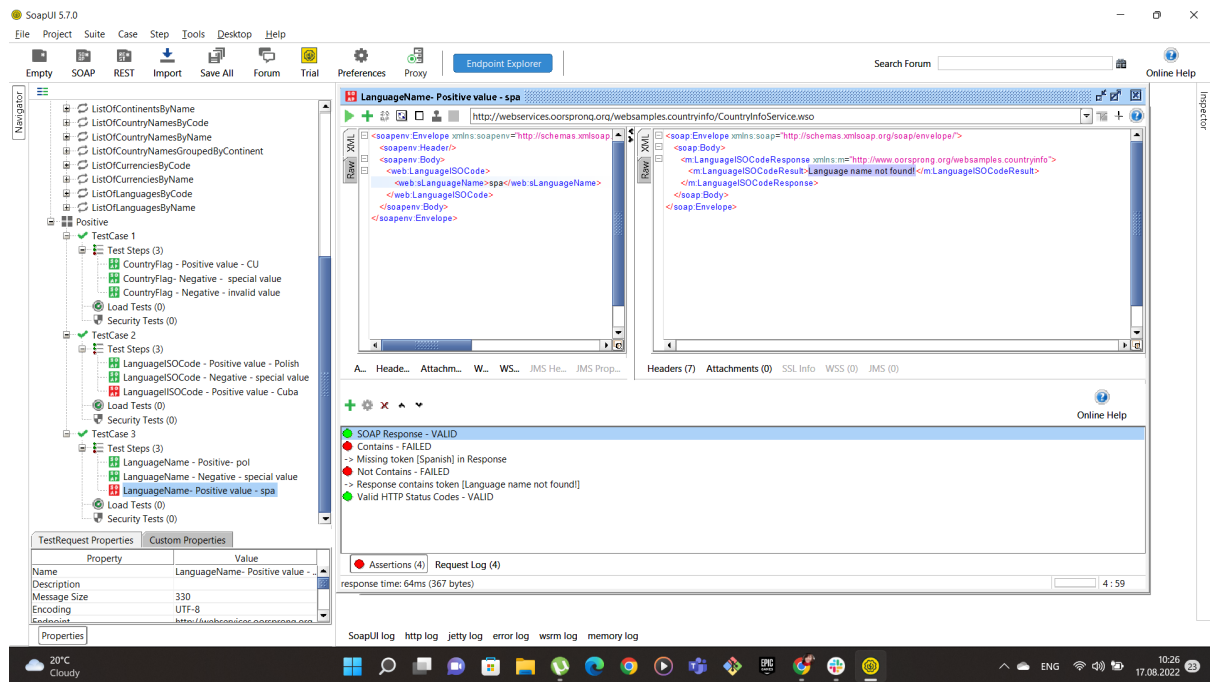 SoapUI 5.7.0
File Project Suite Case Step Tools Desktop Help
Empty SOAP REST Import Save All Forum Trial Preferences Proxy Endpoint Explorer Search Forum Online Help
Navigator
ListOfContinentsByName
ListOfCountryNamesByCode
ListOfCountryNamesByName
ListOfCountryNamesGroupedByContinent
ListOfCurrenciesByCode
ListOfCurrenciesByName
ListOfLanguagesByCode
ListOfLanguagesByName
Positive
TestCase 1
Test Steps (3)
CountryFlag - Positive value - CU
CountryFlag- Negative - special value
CountryFlag - Negative - invalid value
Load Tests (0)
Security Tests (0)
TestCase 2
Test Steps (3)
LanguageISOCode - Positive value - Polish
LanguageISOCode - Negative - special value
LanguageIISOCode - Positive value - Cuba
Load Tests (0)
Security Tests (0)
TestCase 3
Test Steps (3)
LanguageName - Positive- pol
LanguageName - Negative - special value
LanguageName- Positive value - spa
Load Tests (0)
Security Tests (0)
TestRequest Properties Custom Properties
Property Value
Name LanguageName- Positive value - ...
Description
Message Size 330
Encoding UTF-8
Endpoint http://webservices.oorsprong.org
Properties
LanguageName- Positive value - spa
http://webservices.oorsprong.org/websamples.countryinfo/CountryInfoService.wso
XML
Raw
<soapenv:Envelope xmlns:soapenv="http://schemas.xmlsoap.
<soapenv:Header/>
<soapenv:Body>
<web:LanguageISOCode>
<web:sLanguageName>spa</web:sLanguageName>
</web:LanguageISOCode>
</soapenv:Body>
</soapenv:Envelope>
A... Heade... Attachm... W... WS... JMS He... JMS Prop...
XML
Raw
<soap:Envelope xmlns:soap="http://schemas.xmlsoap.org/soap/envelope/">
<soap:Body>
<m:LanguageISOCodeResponse xmlns:m="http://www.oorsprong.org/websamples.countryinfo">
<m:LanguageISOCodeResult>Language name not found!</m:LanguageISOCodeResult>
</m:LanguageISOCodeResponse>
</soap:Body>
</soap:Envelope>
Headers (7) Attachments (0) SSL Info WSS (0) JMS (0)
Online Help
SOAP Response - VALID
Contains - FAILED
-> Missing token [Spanish] in Response
Not Contains - FAILED
-> Response contains token [Language name not found!]
Valid HTTP Status Codes - VALID
Assertions (4) Request Log (4)
response time: 64ms (367 bytes) 4 : 59
Inspector
SoapUI log http log jetty log error log wsrm log memory log
20°C
Cloudy
ENG
10:26
17.08.2022
23